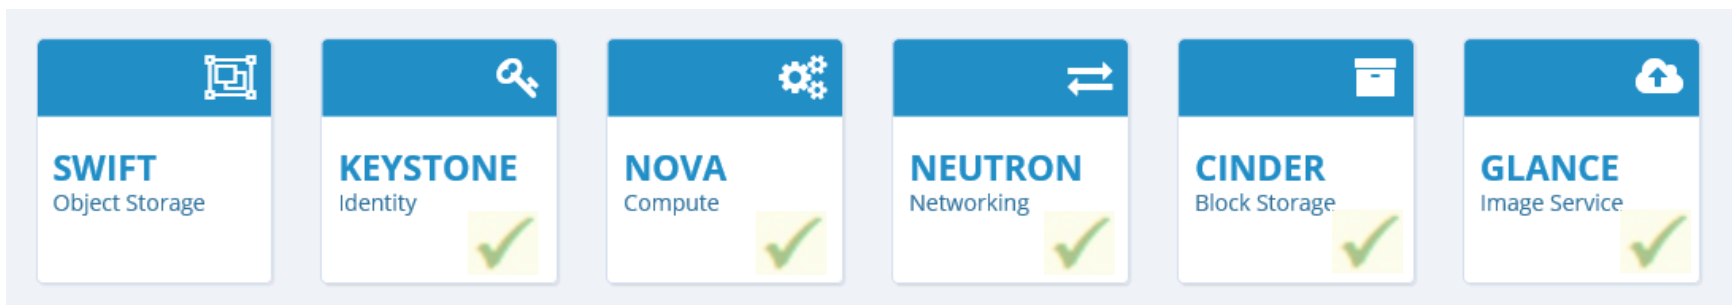 SWIFT
Object Storage
KEYSTONE
Identity
NOVA
Compute
NEUTRON
Networking
CINDER
Block Storage
GLANCE
Image Service